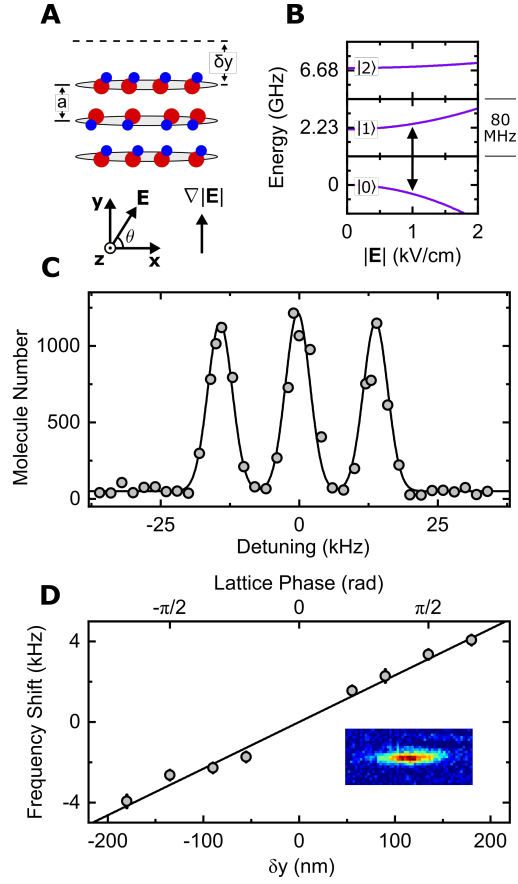 A
δy
a
y
E
θ
z
x
∇|E|
B
Energy (GHz)
6.68
2.23
0
|2⟩
|1⟩
|0⟩
80
MHz
0
1
2
|E| (kV/cm)
C
Molecule Number
1000
500
0
-25
0
25
Detuning (kHz)
D
Lattice Phase (rad)
-π/2
0
π/2
Frequency Shift (kHz)
4
0
-4
-200
-100
0
100
200
δy (nm)